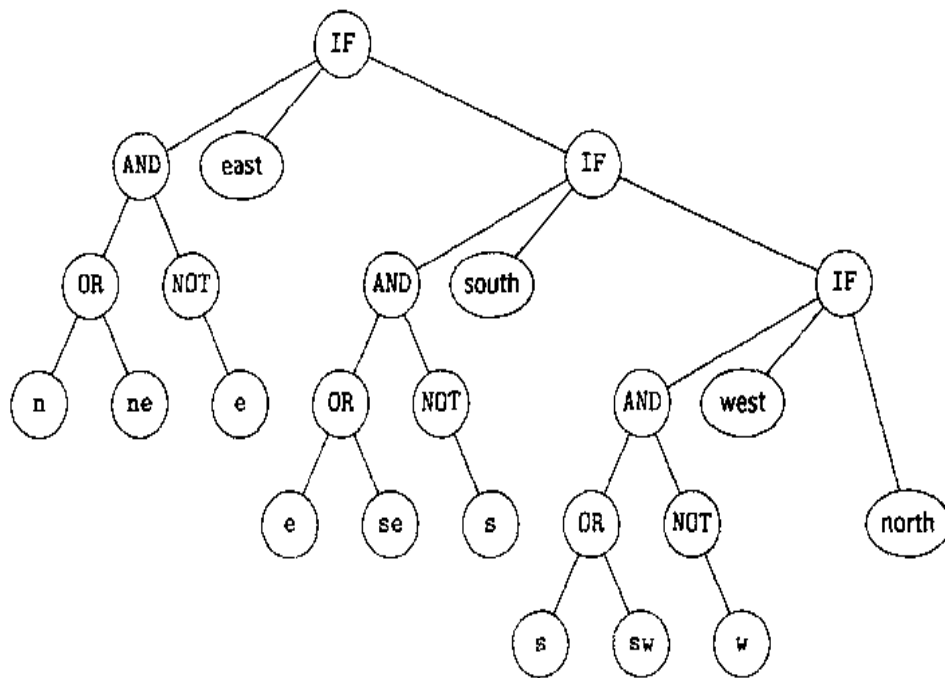 IF
AND east IF
OR NOT AND south IF
n ne e OR NOT AND west
e se s OR NOT north
s sw w